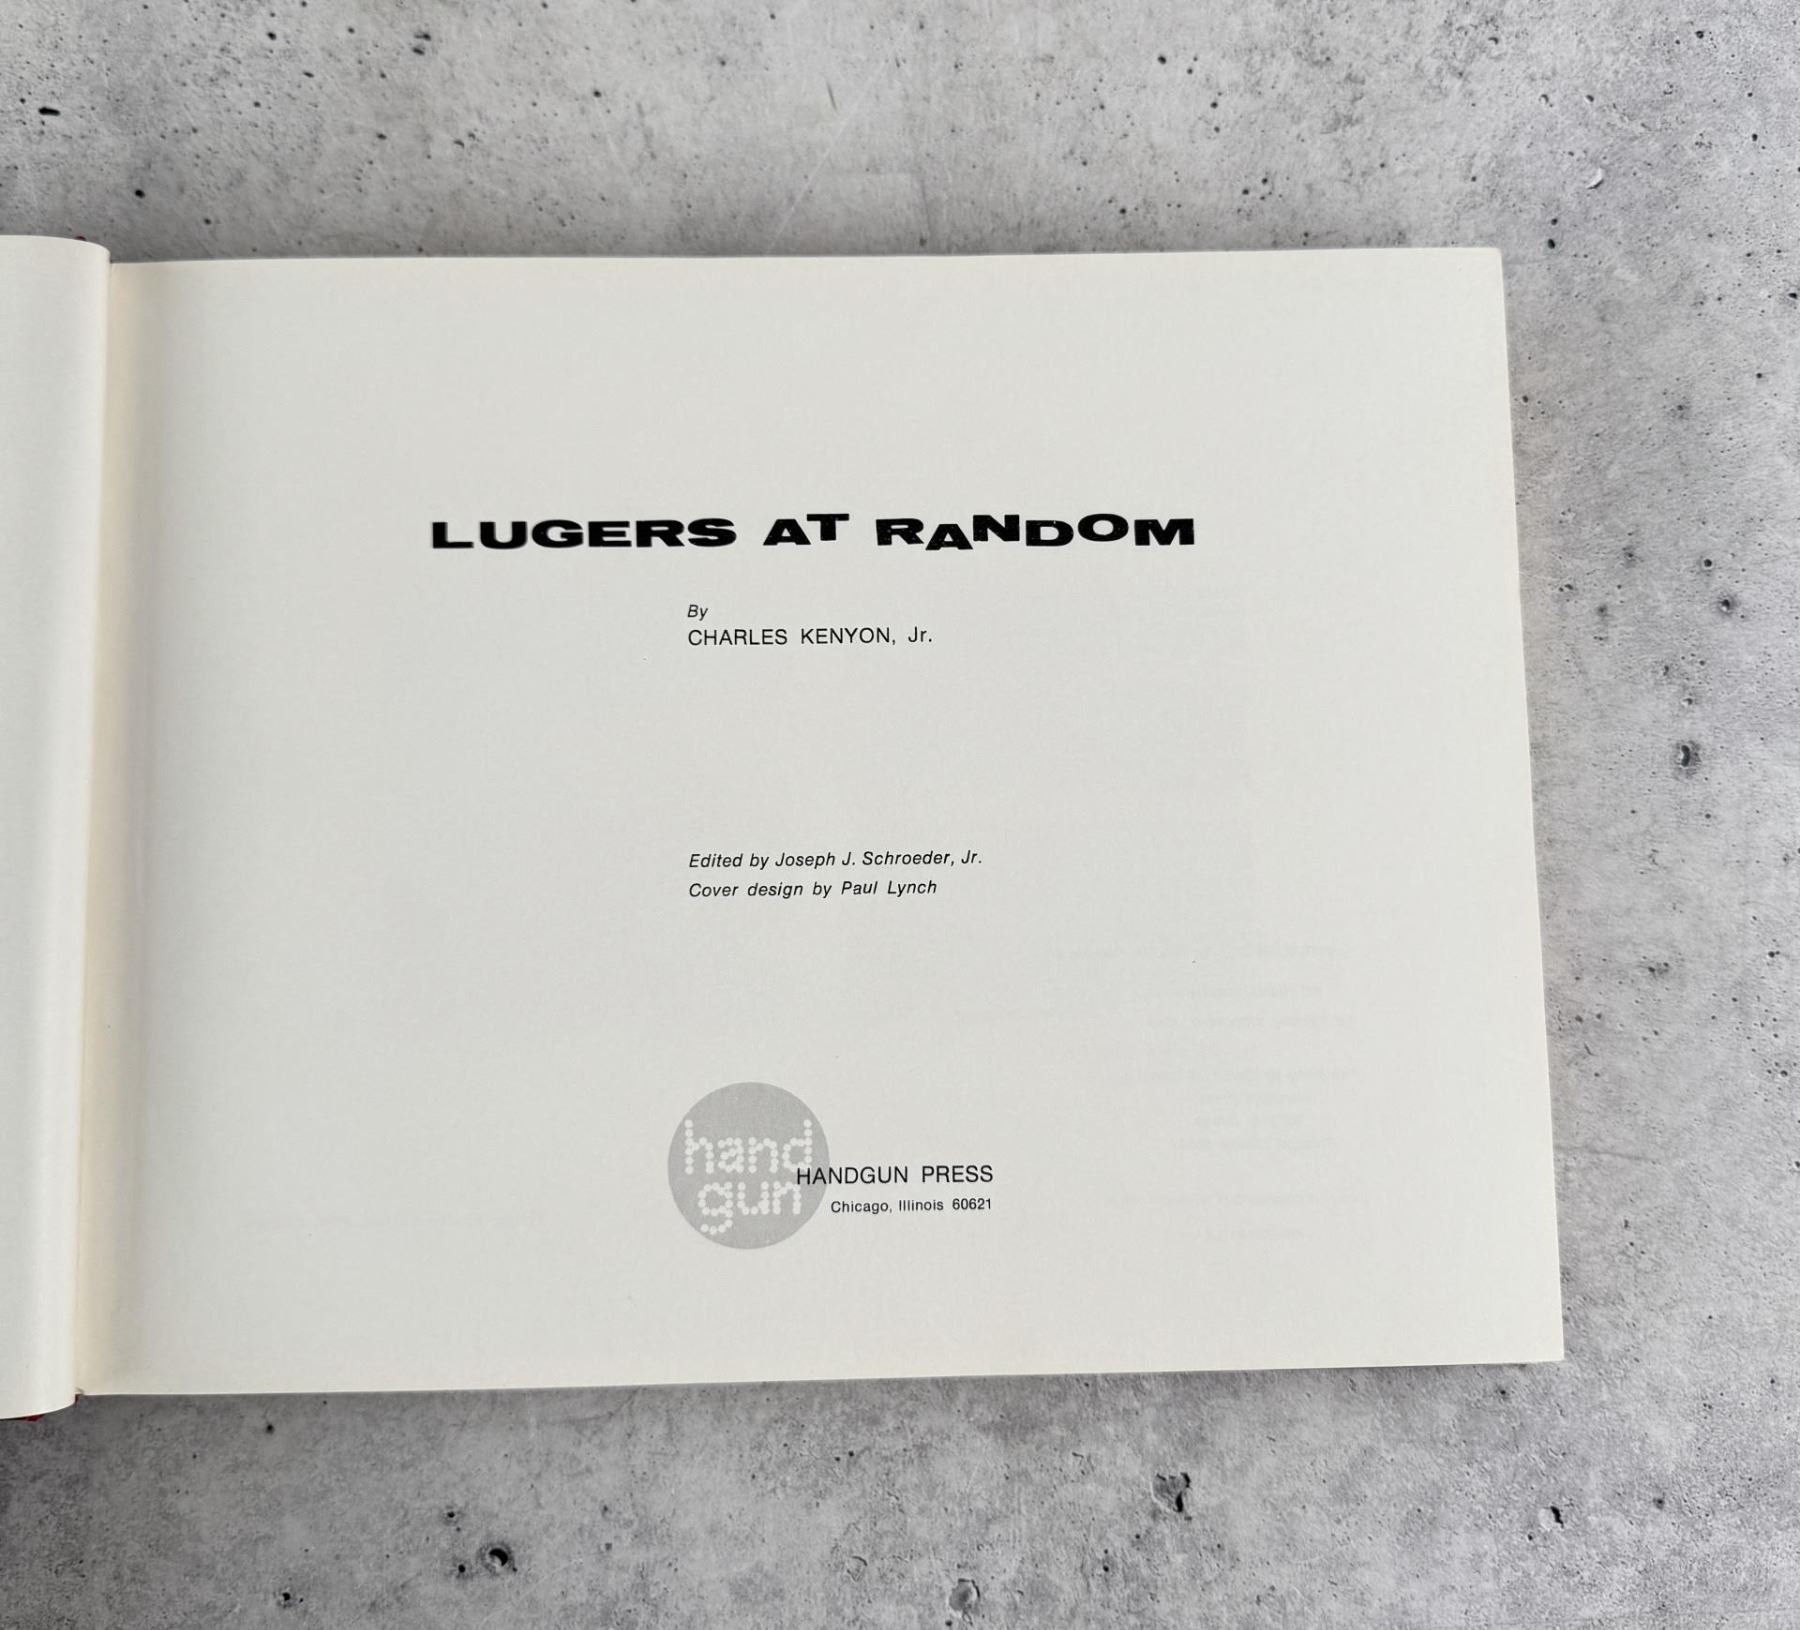 LUGERS AT RANDOM
By
CHARLES KENYON, Jr.
Edited by Joseph J. Schroeder, Jr.
Cover design by Paul Lynch
hand
gun
HANDGUN PRESS
Chicago, Illinois 60621